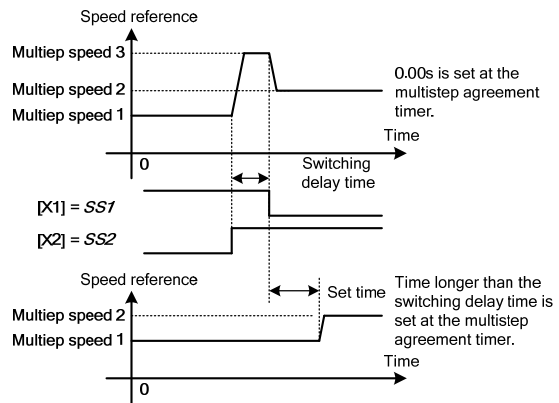 Speed reference
Multiep speed 3
Multiep speed 2
Multiep speed 1
0.00s is set at the
multistep agreement
timer.
Time
0
Switching
delay time
[X1] = SS1
[X2] = SS2
Speed reference
Set time
Multiep speed 2
Multiep speed 1
Time longer than the
switching delay time is
set at the multistep
agreement timer.
Time
0